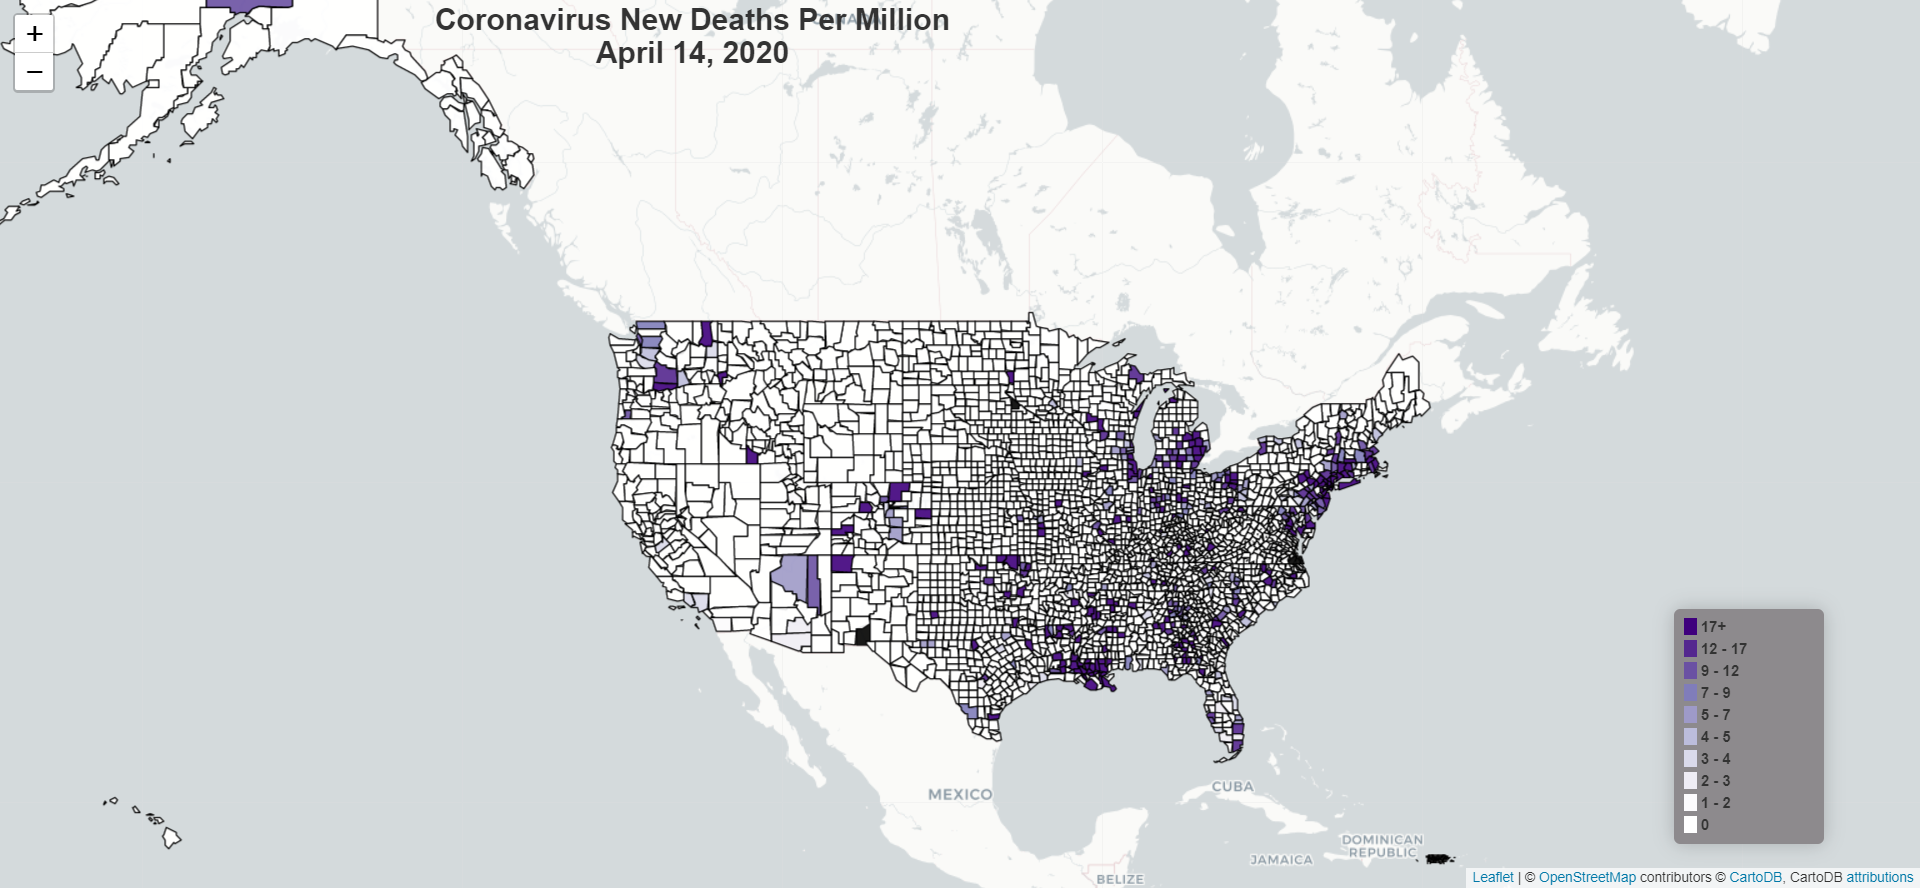 +
−
Coronavirus New Deaths Per Million
April 14, 2020
CANADA
MEXICO
CUBA
DOMINICAN
REPUBLIC
JAMAICA
BELIZE
17+
12 - 17
9 - 12
7 - 9
5 - 7
4 - 5
3 - 4
2 - 3
1 - 2
0
Leaflet | © OpenStreetMap contributors © CartoDB, CartoDB attributions